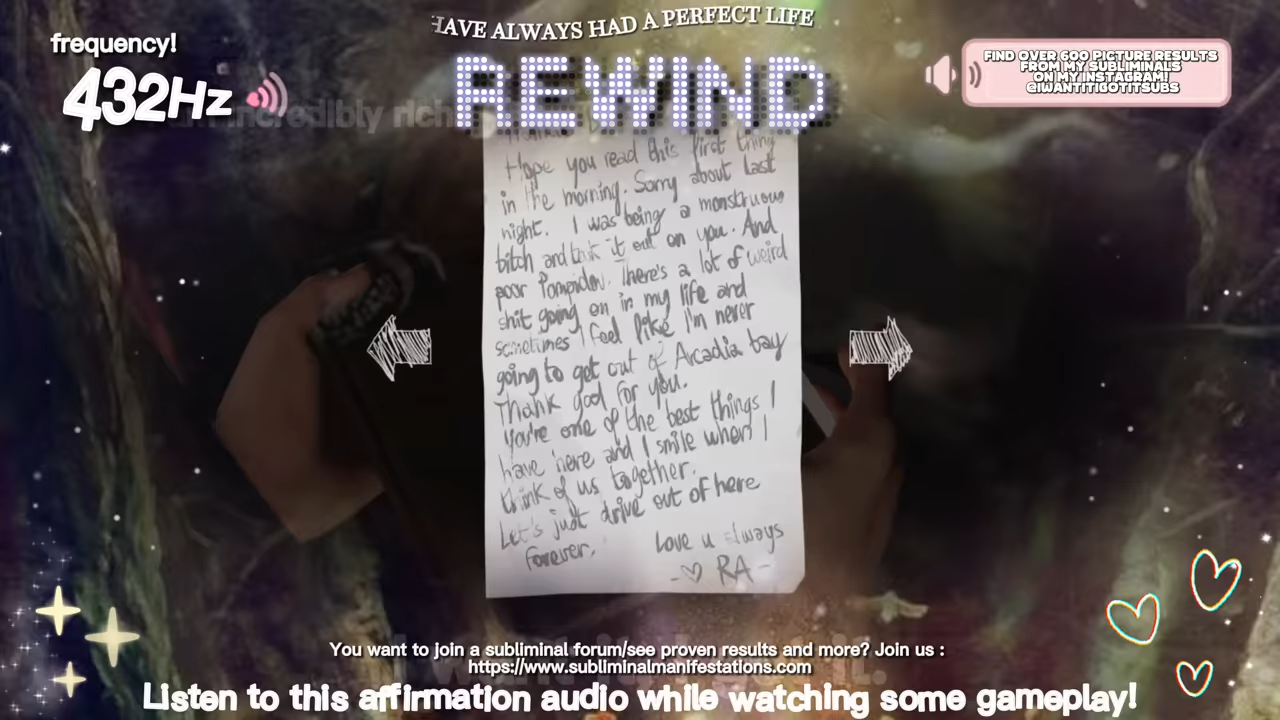 HAVE ALWAYS HAD A PERFECT LIFE
frequency!
432Hz
REWIND
FIND OVER 600 PICTURE RESULTS
FROM MY SUBLIMINALS
ON MY INSTAGRAM!
@IWANTITIGOTITSUBS
incredibly rich
Hope you read this first thing
in the morning. Sorry about last
night. I was being a monstruous
bitch and took it out on you. And
poor Pompidou. There's a lot of weird
shit going on in my life and
sometimes I feel like I'm never
going to get out of Arcadia bay
Thank god for you.
You're one of the best things I
have here and I smile when I
think of us together.
Let's just drive out of here
forever.
Love u always
-♡ RA-
You want to join a subliminal forum/see proven results and more? Join us :
https://www.subliminalmanifestations.com
Listen to this affirmation audio while watching some gameplay!